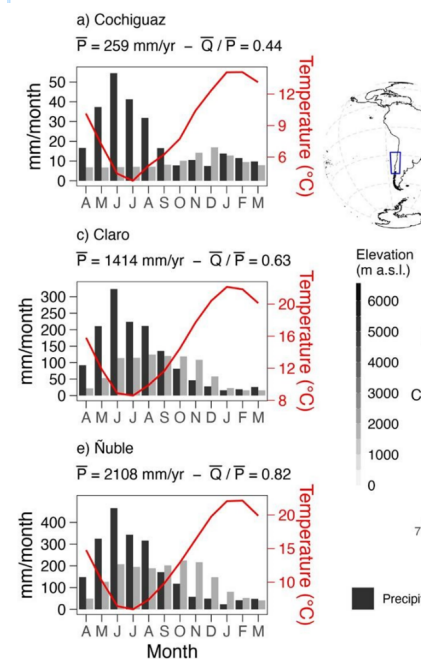 a) Cochiguaz
P̅ = 259 mm/yr – Q̅ / P̅ = 0.44
mm/month
50
40
30
20
10
0
A M J J A S O N D J F M
12
9
6
Temperature (°C)
c) Claro
P̅ = 1414 mm/yr – Q̅ / P̅ = 0.63
mm/month
300
250
200
150
100
50
0
A M J J A S O N D J F M
20
16
12
8
Temperature (°C)
e) Ñuble
P̅ = 2108 mm/yr – Q̅ / P̅ = 0.82
mm/month
400
300
200
100
0
A M J J A S O N D J F M
Month
20
15
10
Temperature (°C)
Elevation
(m a.s.l.)
6000
5000
4000
3000
2000
1000
0
C
7
Precipi